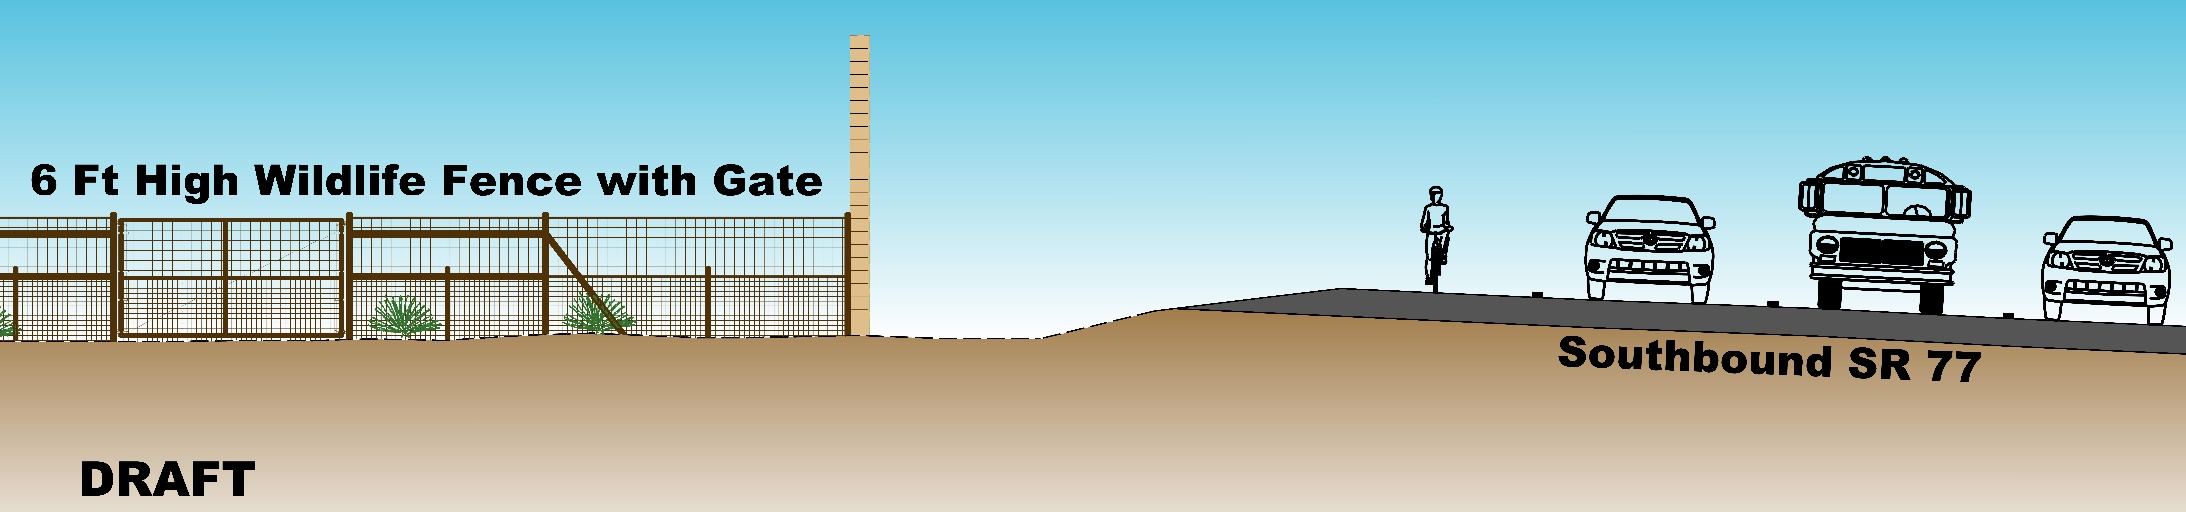 6 Ft High Wildlife Fence with Gate
Southbound SR 77
DRAFT